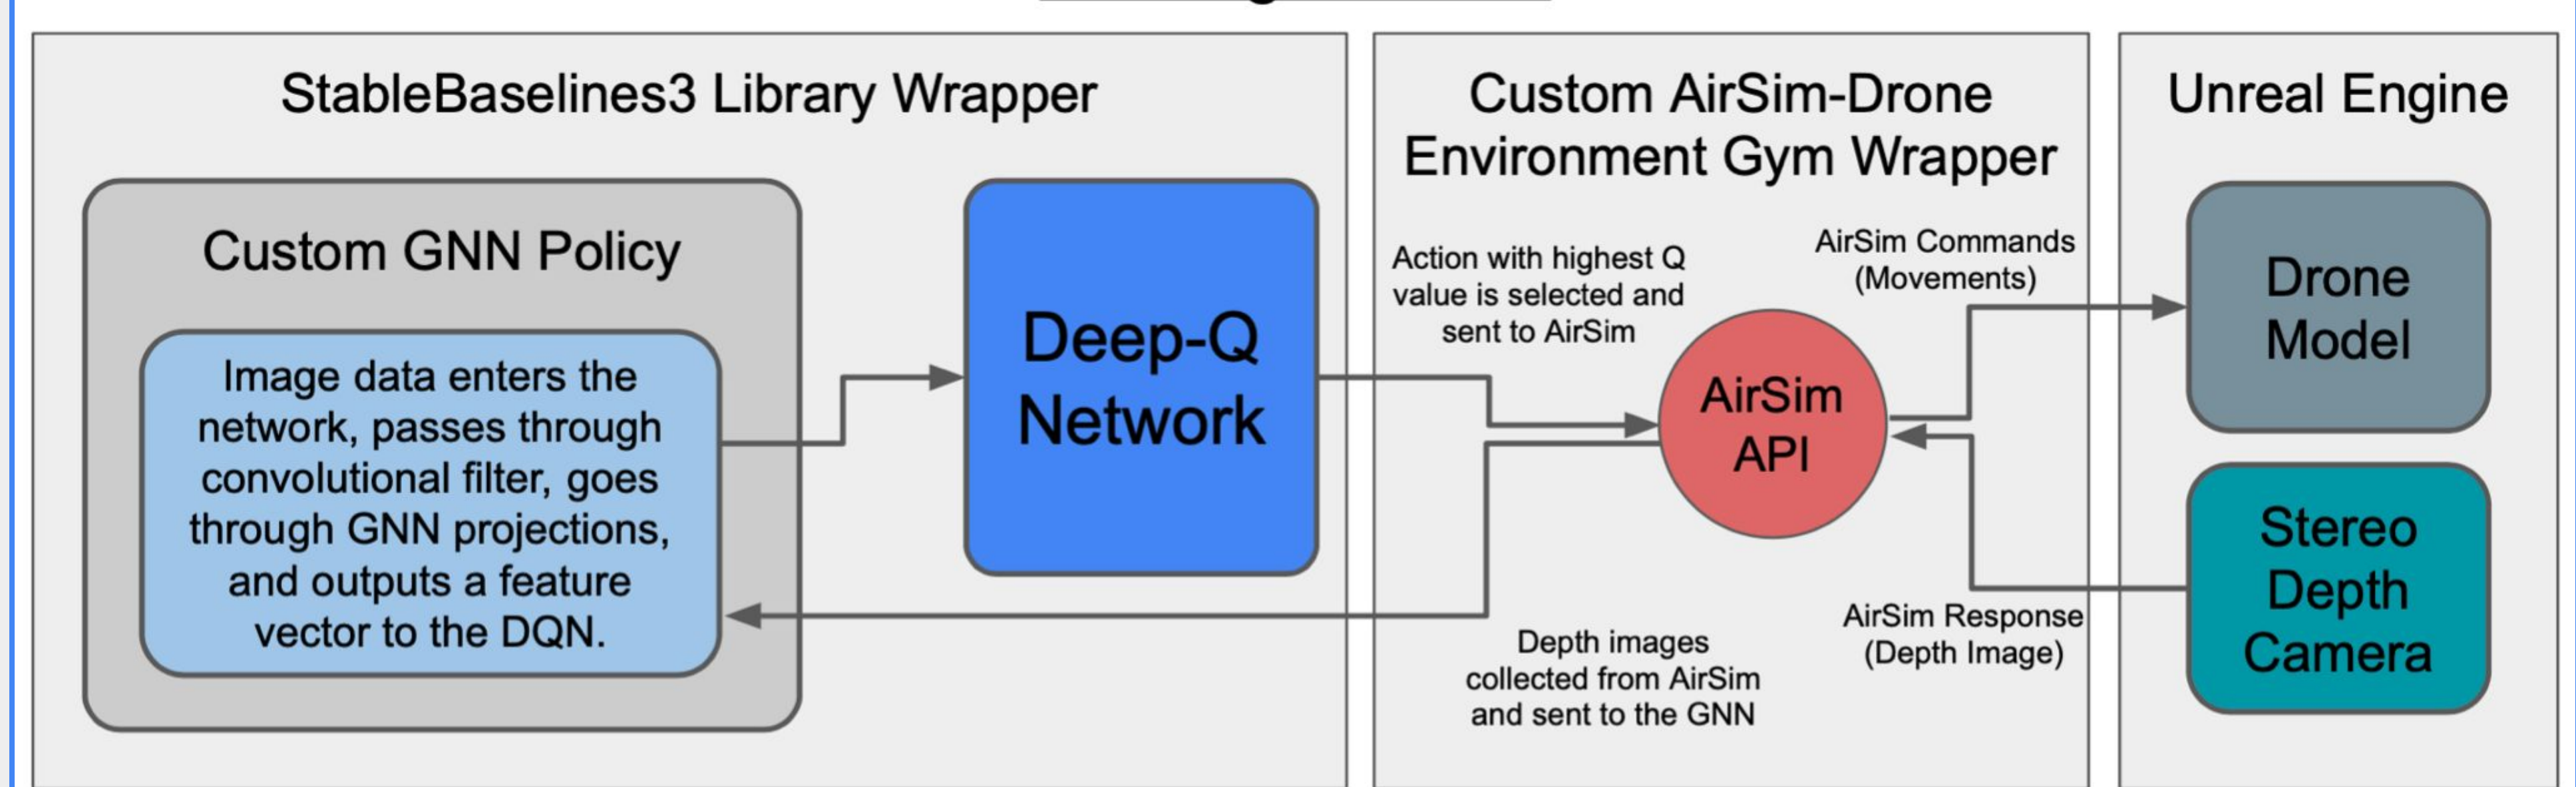 StableBaselines3 Library Wrapper
Custom GNN Policy
Image data enters the
network, passes through
convolutional filter, goes
through GNN projections,
and outputs a feature
vector to the DQN.
Deep-Q
Network
Custom AirSim-Drone
Environment Gym Wrapper
Action with highest Q
value is selected and
sent to AirSim
AirSim Commands
(Movements)
AirSim
API
Depth images
collected from AirSim
and sent to the GNN
AirSim Response
(Depth Image)
Unreal Engine
Drone
Model
Stereo
Depth
Camera